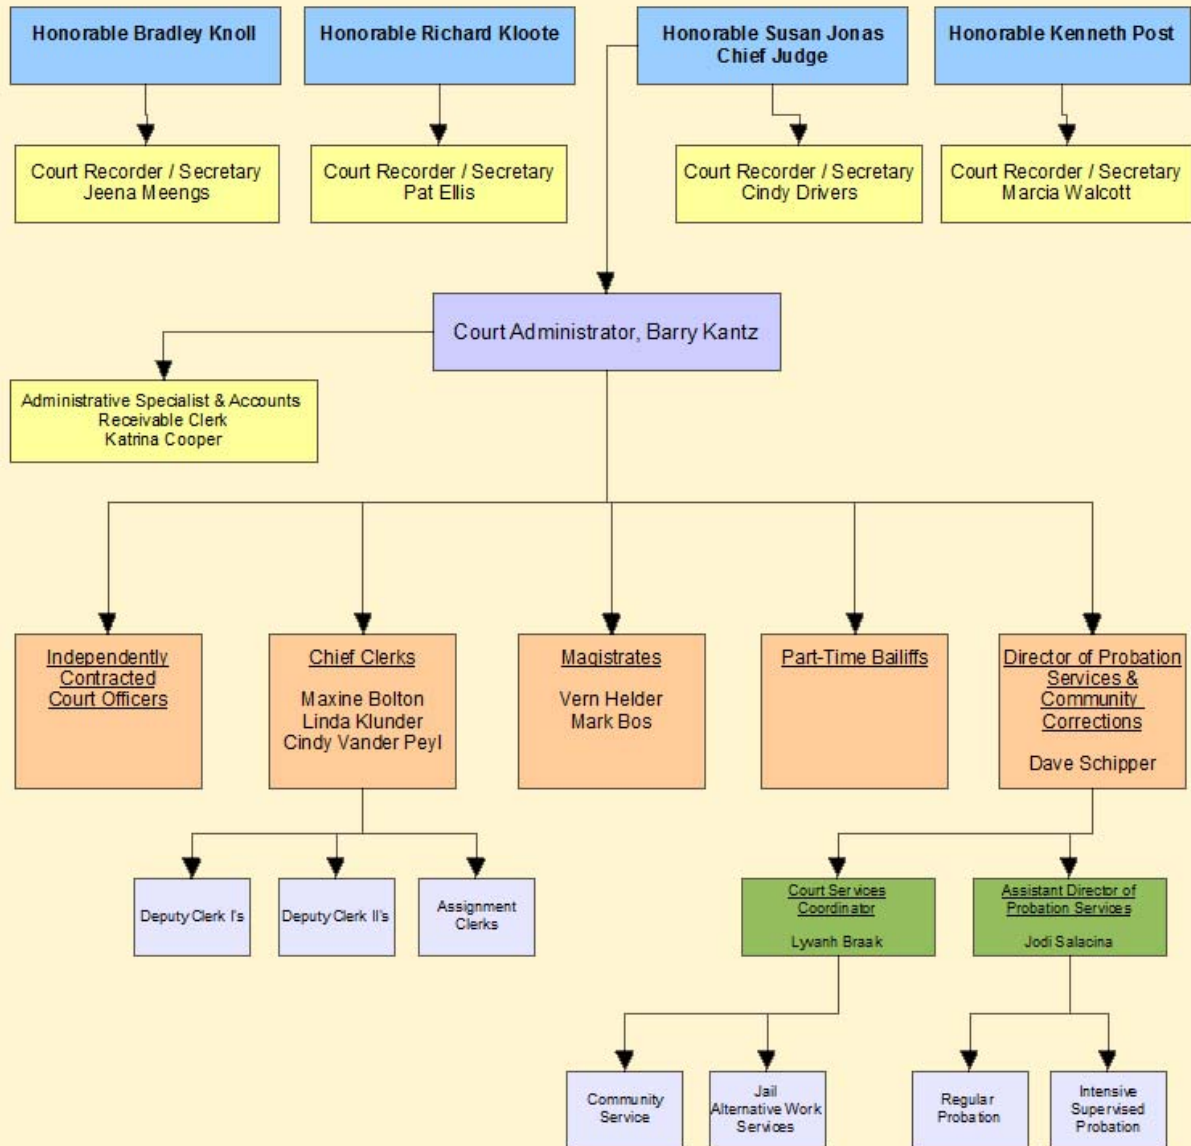 Honorable Bradley Knoll
Honorable Richard Kloote
Honorable Susan Jonas
Chief Judge
Honorable Kenneth Post
Court Recorder / Secretary
Jeena Meengs
Court Recorder / Secretary
Pat Ellis
Court Recorder / Secretary
Cindy Drivers
Court Recorder / Secretary
Marcia Walcott
Court Administrator, Barry Kantz
Administrative Specialist & Accounts
Receivable Clerk
Katrina Cooper
Independently
Contracted
Court Officers
Chief Clerks
Maxine Bolton
Linda Klunder
Cindy Vander Peyl
Magistrates
Vern Helder
Mark Bos
Part-Time Bailiffs
Director of Probation
Services &
Community
Corrections
Dave Schipper
Deputy Clerk I's
Deputy Clerk II's
Assignment
Clerks
Court Services
Coordinator
Lyvanh Braak
Assistant Director of
Probation Services
Jodi Salacina
Community
Service
Jail
Alternative Work
Services
Regular
Probation
Intensive
Supervised
Probation